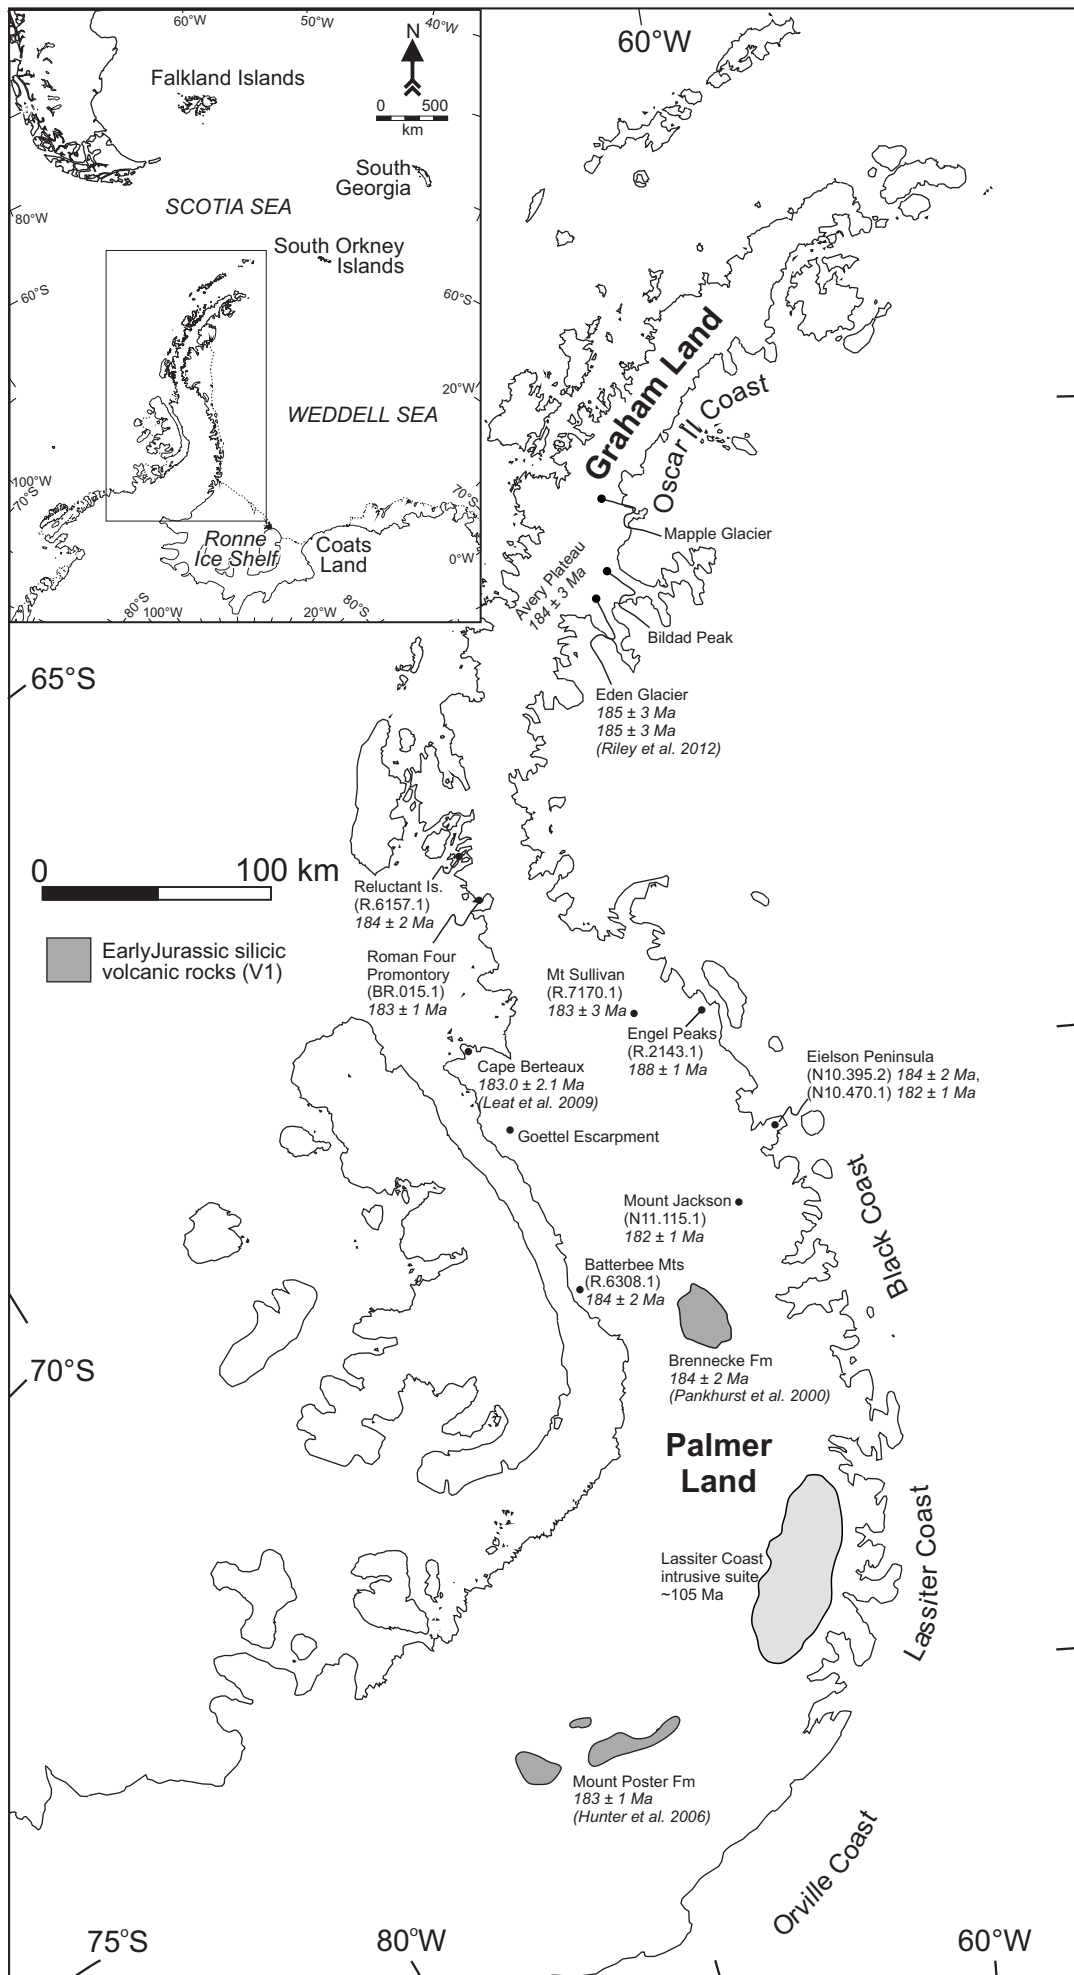 60°W
50°W
40°W
N
Falkland Islands
0 500
km
South
Georgia
SCOTIA SEA
80°W
South Orkney
Islands
60°S
60°S
20°W
WEDDELL SEA
100°W
70°S
70°S
Ronne
Ice Shelf
Coats
Land
0°W
80°S
100°W
20°W
80°S
60°W
Graham Land
Oscar II Coast
Mapple Glacier
Avery Plateau
184 ± 3 Ma
Bildad Peak
65°S
Eden Glacier
185 ± 3 Ma
185 ± 3 Ma
(Riley et al. 2012)
0 100 km
Reluctant Is.
(R.6157.1)
184 ± 2 Ma
EarlyJurassic silicic
volcanic rocks (V1)
Roman Four
Promontory
(BR.015.1)
183 ± 1 Ma
Mt Sullivan
(R.7170.1)
183 ± 3 Ma
Engel Peaks
(R.2143.1)
188 ± 1 Ma
Eielson Peninsula
(N10.395.2) 184 ± 2 Ma,
(N10.470.1) 182 ± 1 Ma
Cape Berteaux
183.0 ± 2.1 Ma
(Leat et al. 2009)
Goettel Escarpment
Black Coast
Mount Jackson
(N11.115.1)
182 ± 1 Ma
Batterbee Mts
(R.6308.1)
184 ± 2 Ma
70°S
Brennecke Fm
184 ± 2 Ma
(Pankhurst et al. 2000)
Palmer
Land
Lassiter Coast
Lassiter Coast
intrusive suite
~105 Ma
Mount Poster Fm
183 ± 1 Ma
(Hunter et al. 2006)
Orville Coast
75°S
80°W
60°W